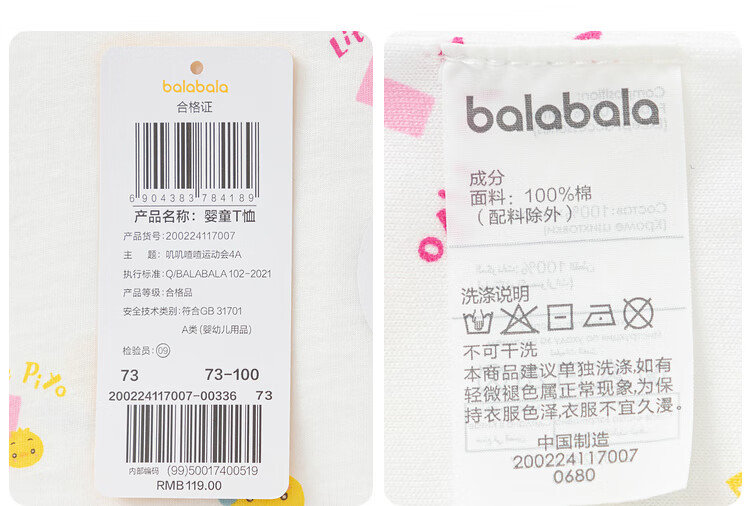 Lit
balabala
合格证
6 904383 784189
产品名称: 婴童T恤
产品货号: 200224117007
主 题: 叽叽喳喳运动会4A
执行标准: Q/BALABALA 102-2021
产品等级: 合格品
安全技术类别: 符合GB 31701
A类 (婴幼儿用品)
检验员: 09
73 73-100
200224117007-00336 73
内部编码 (99)50017400519
RMB119.00
Piyo
balabala
成分
面料: 100%棉
(配料除外)
洗涤说明
不可干洗
本商品建议单独洗涤,如有
轻微褪色属正常现象,为保
持衣服色泽,衣服不宜久漫。
中国制造
200224117007
0680